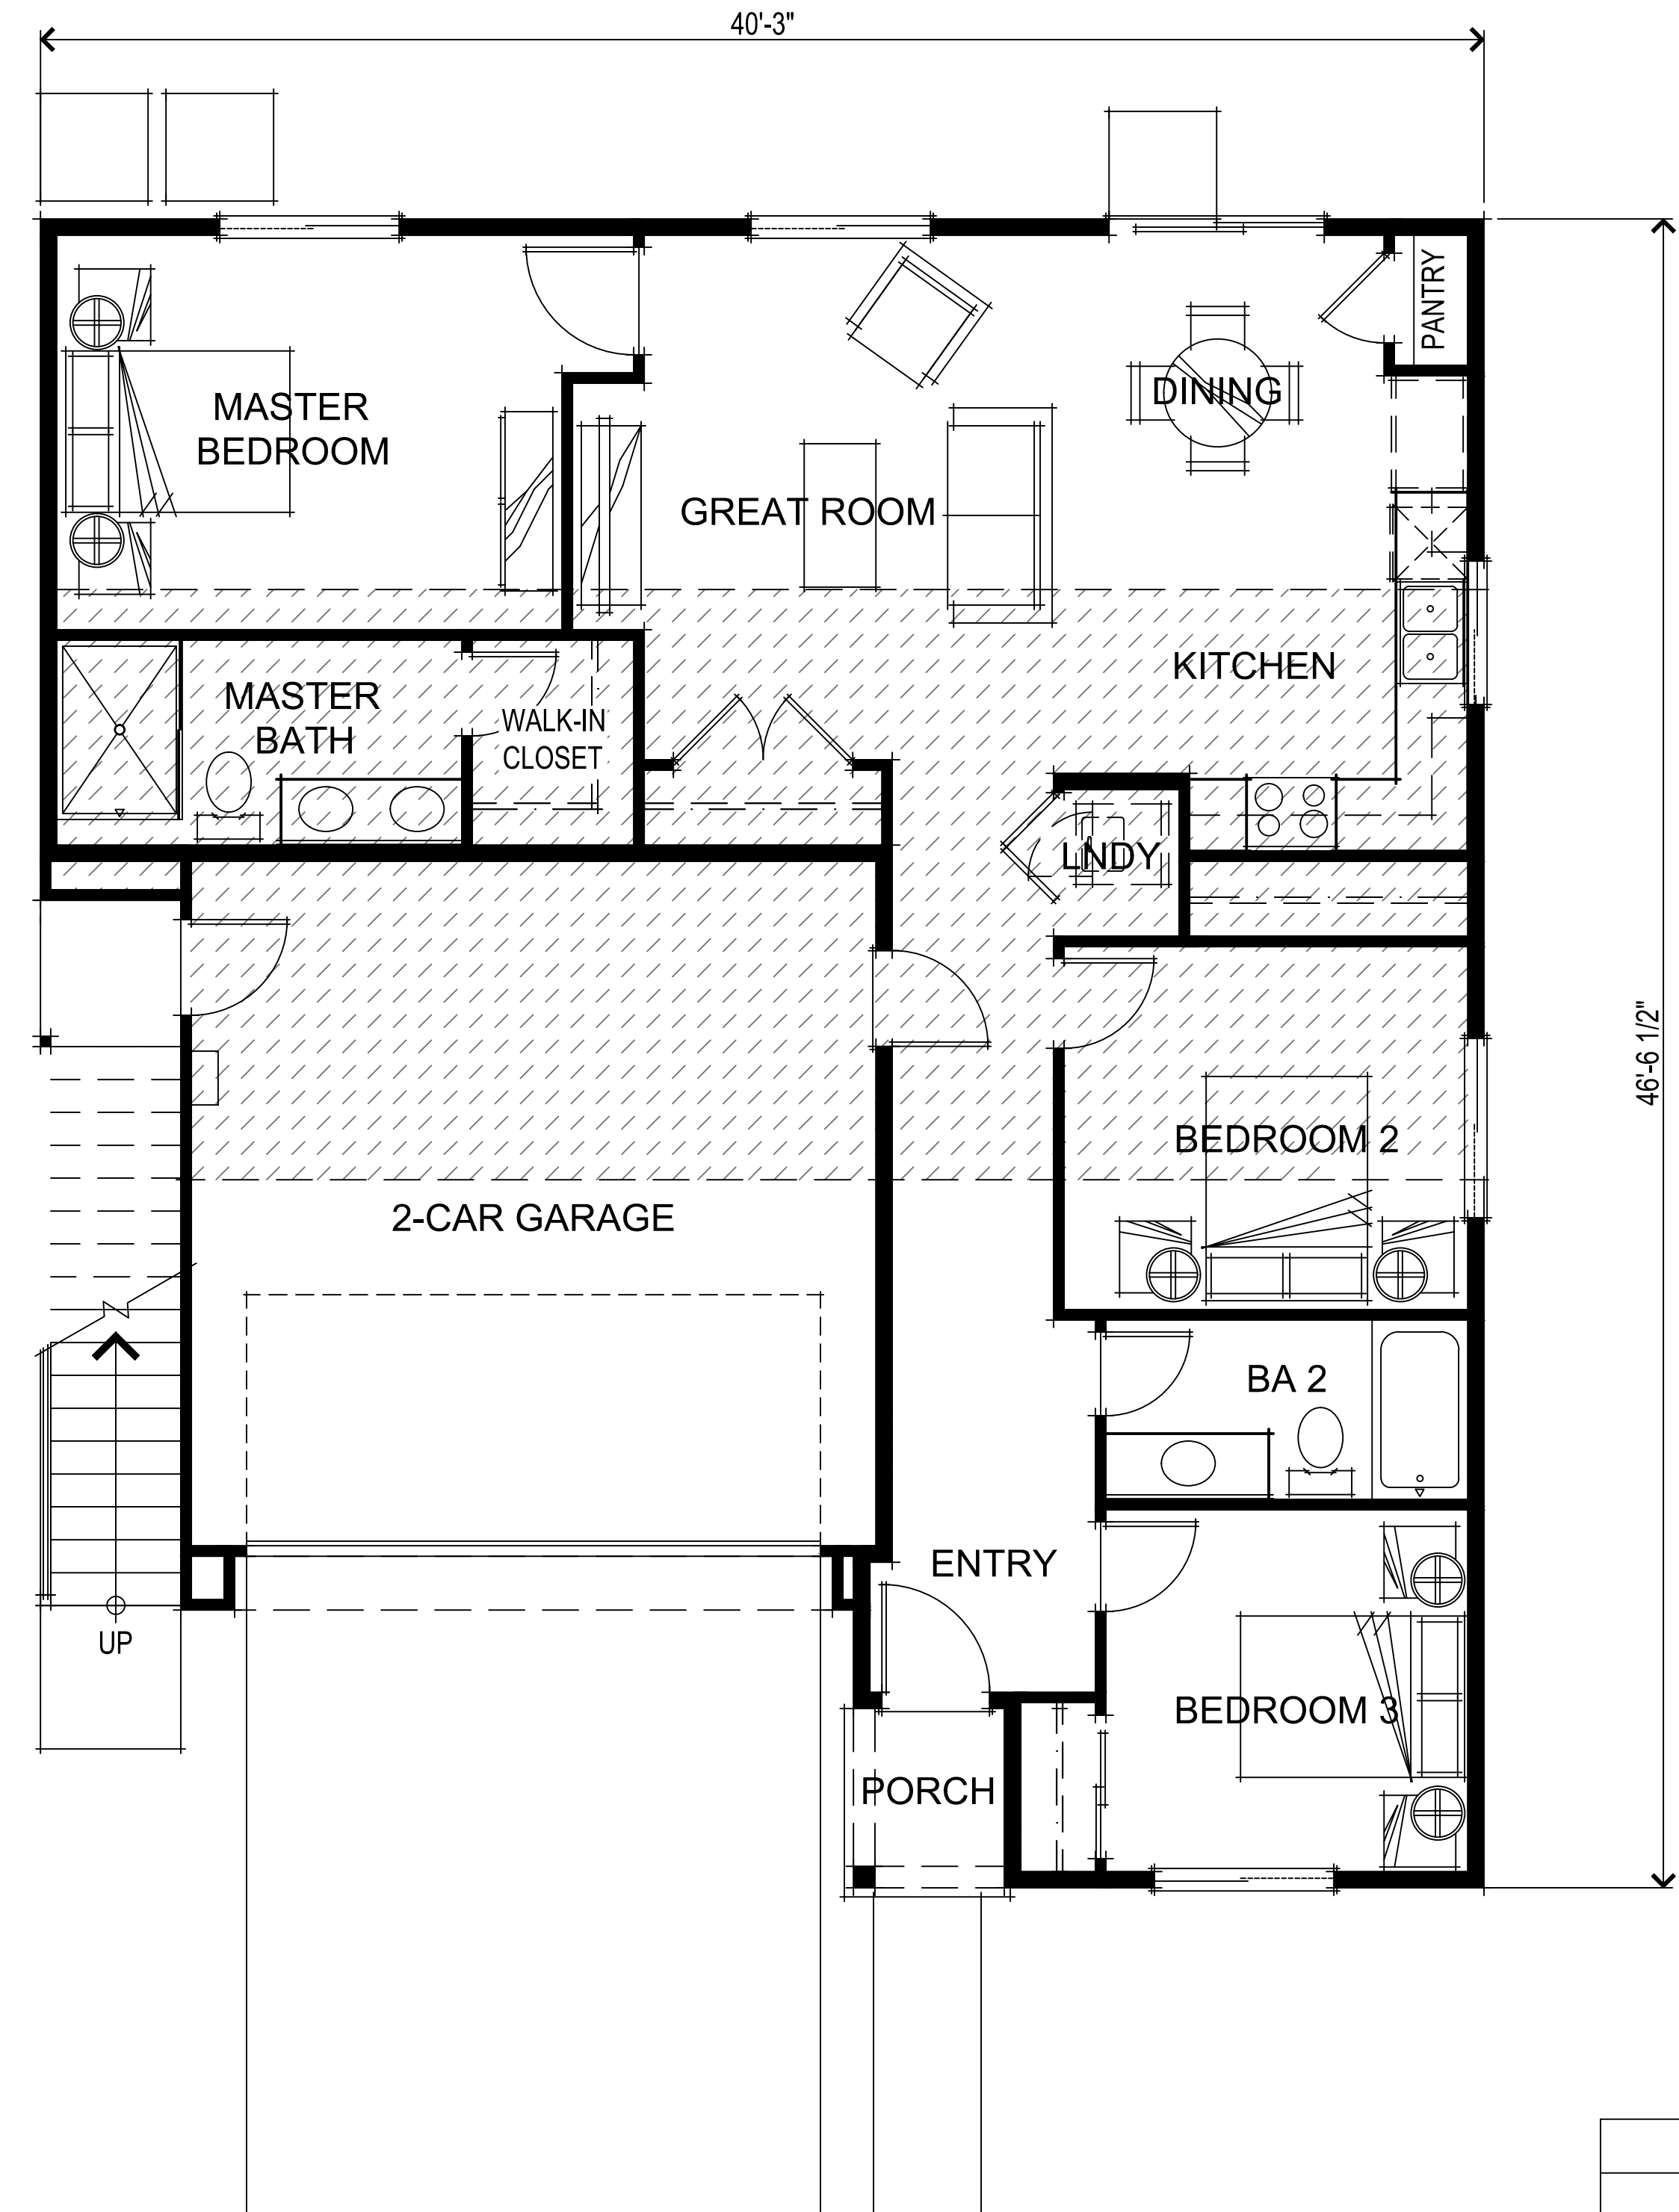 40'-3"
PANTRY
MASTER
BEDROOM
DINING
GREAT ROOM
KITCHEN
MASTER
BATH
WALK-IN
CLOSET
LNDY
46'-6 1/2"
BEDROOM 2
2-CAR GARAGE
BA 2
ENTRY
UP
BEDROOM 3
PORCH